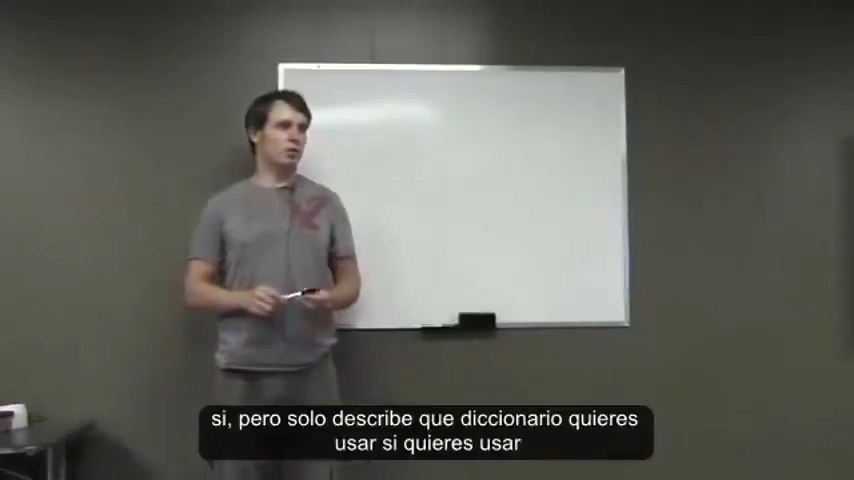 si, pero solo describe que diccionario quieres
usar si quieres usar